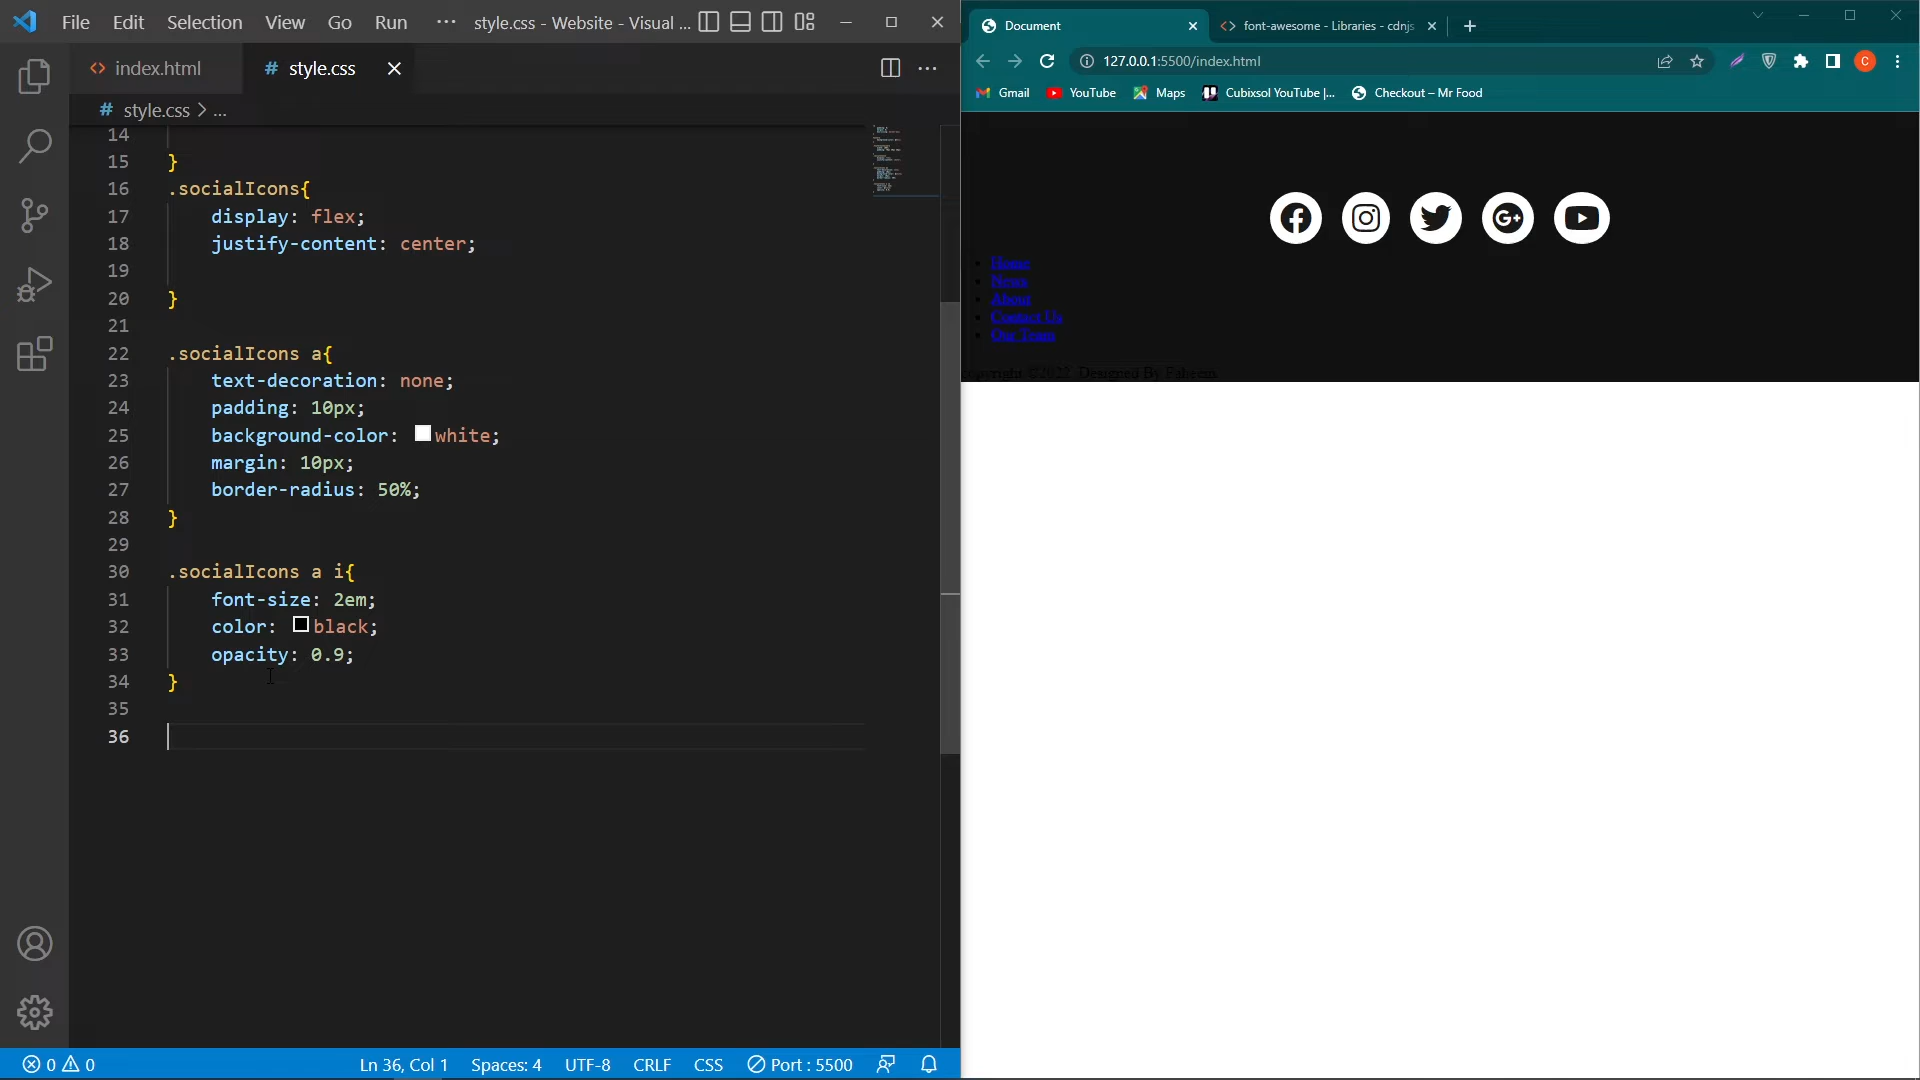 File Edit Selection View Go Run ··· style.css - Website - Visual ...
index.html
# style.css
# style.css > ...
14
15 }
16 .socialIcons{
17 display: flex;
18 justify-content: center;
19
20 }
21
22 .socialIcons a{
23 text-decoration: none;
24 padding: 10px;
25 background-color: white;
26 margin: 10px;
27 border-radius: 50%;
28 }
29
30 .socialIcons a i{
31 font-size: 2em;
32 color: black;
33 opacity: 0.9;
34 }
35
36
0 0 Ln 36, Col 1 Spaces: 4 UTF-8 CRLF CSS Port : 5500
Document
font-awesome - Libraries - cdnjs
127.0.0.1:5500/index.html
C
Gmail YouTube Maps Cubixsol YouTube |... Checkout – Mr Food
Home
News
About
Contact Us
Our Team
©2022 Designed By